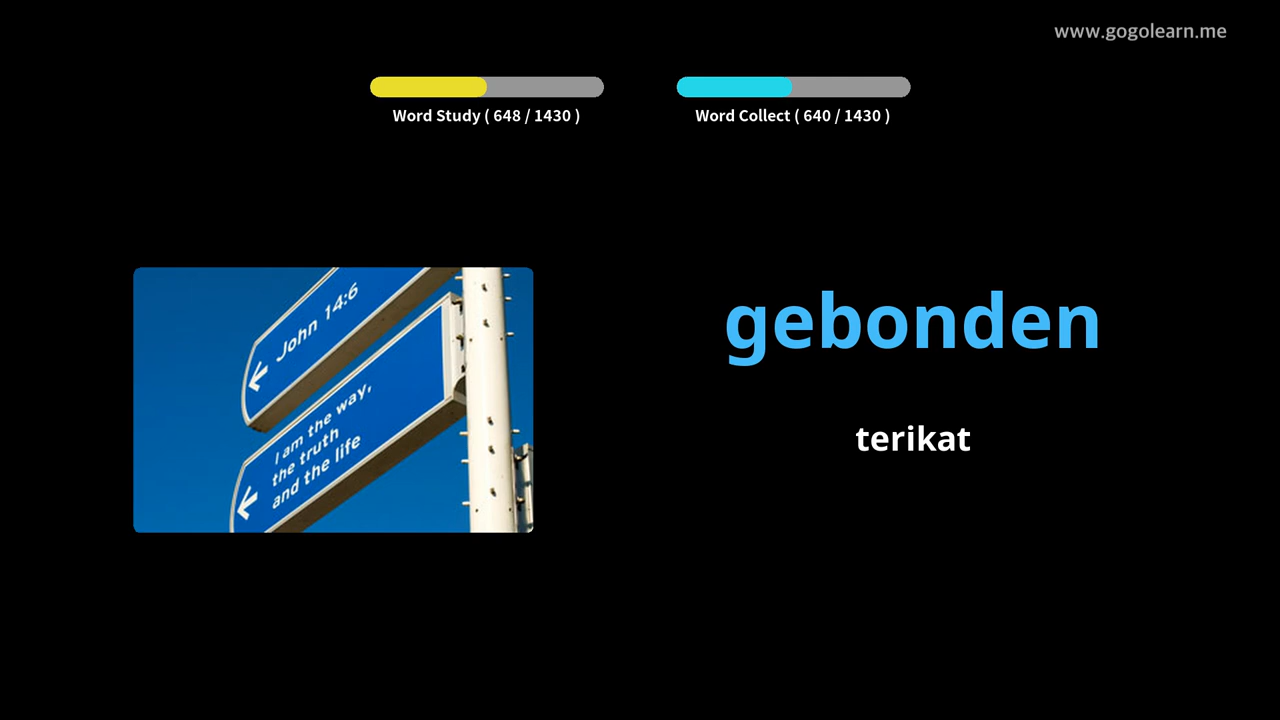 www.gogolearn.me
Word Study ( 648 / 1430 )
Word Collect ( 640 / 1430 )
John 14:6
I am the way,
the truth
and the life
gebonden
terikat